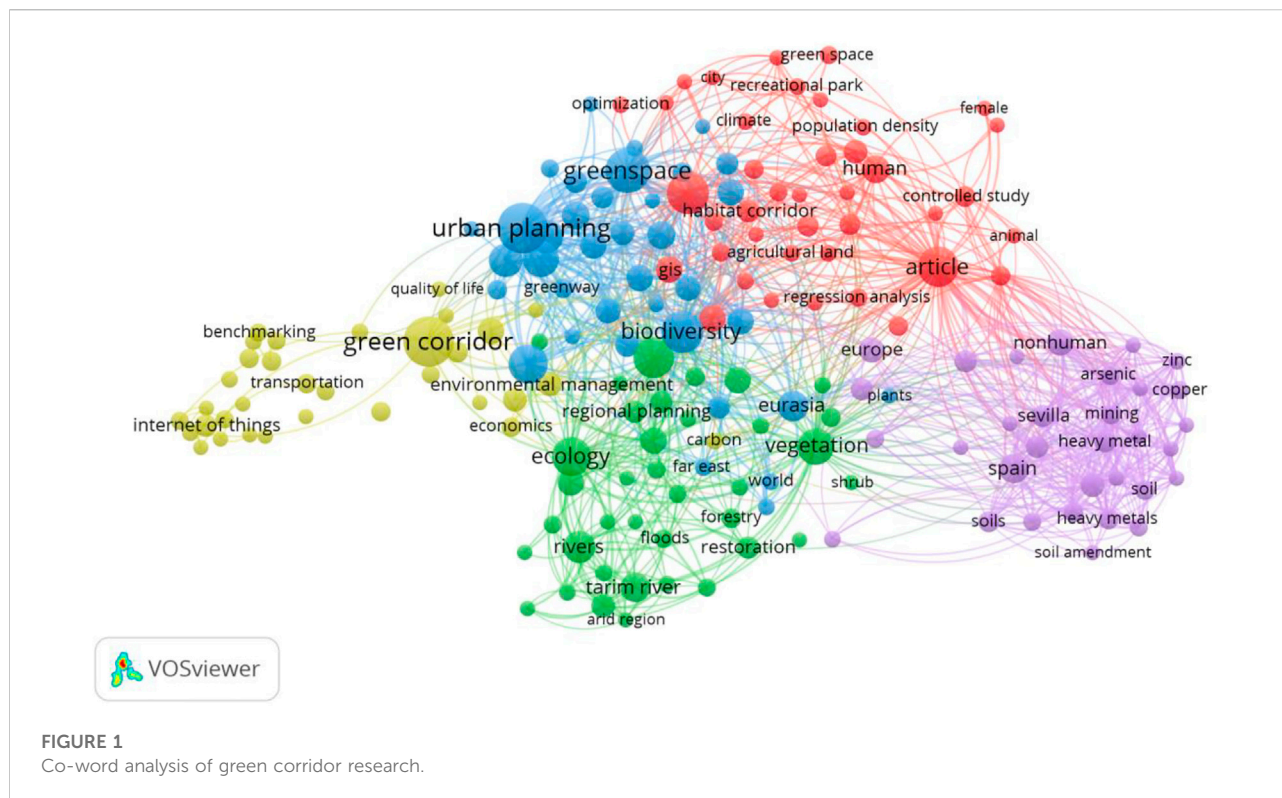 green space
city
recreational park
optimization
female
climate
population density
greenspace
human
controlled study
habitat corridor
urban planning
animal
agricultural land
article
gis
quality of life
greenway
regression analysis
benchmarking
biodiversity
green corridor
nonhuman
europe
zinc
arsenic
transportation
environmental management
copper
plants
eurasia
regional planning
sevilla
mining
internet of things
economics
carbon
vegetation
heavy metal
ecology
far east
spain
world
shrub
soil
forestry
soils
heavy metals
floods
rivers
restoration
soil amendment
tarim river
arid region
VOSviewer
FIGURE 1
Co-word analysis of green corridor research.